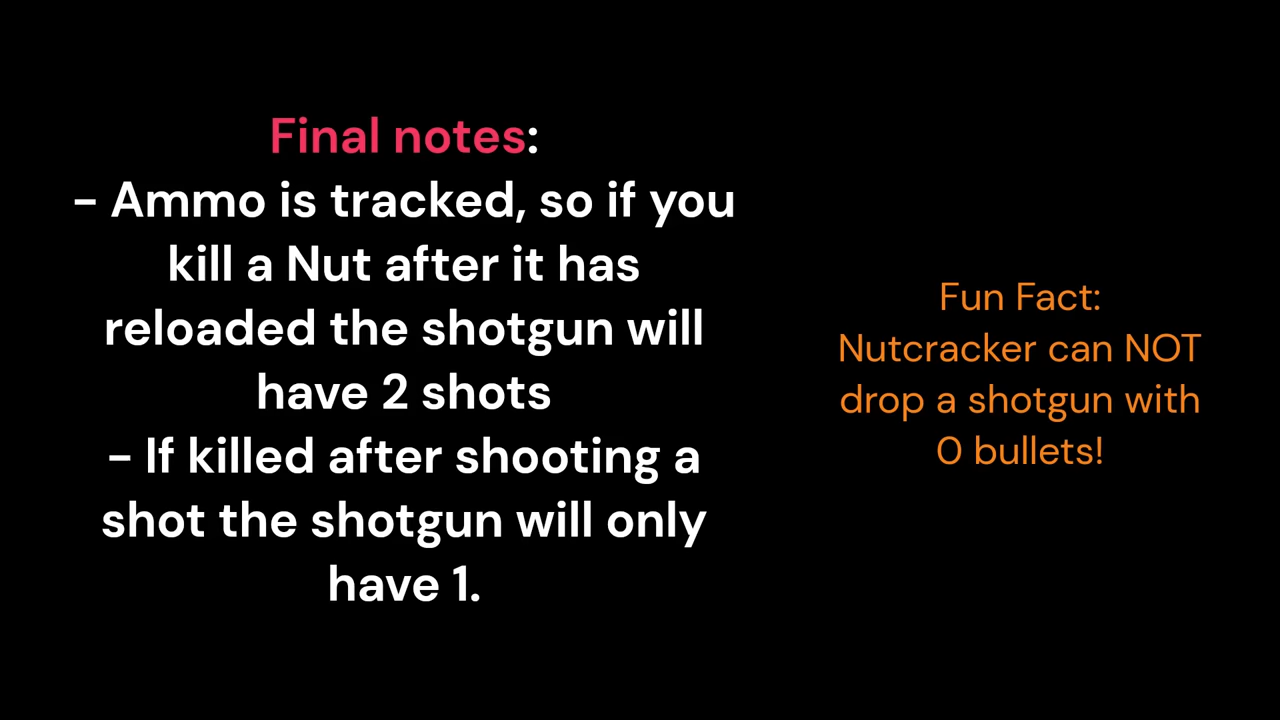 Final notes:
- Ammo is tracked, so if you
kill a Nut after it has
reloaded the shotgun will
have 2 shots
- If killed after shooting a
shot the shotgun will only
have 1.
Fun Fact:
Nutcracker can NOT
drop a shotgun with
0 bullets!